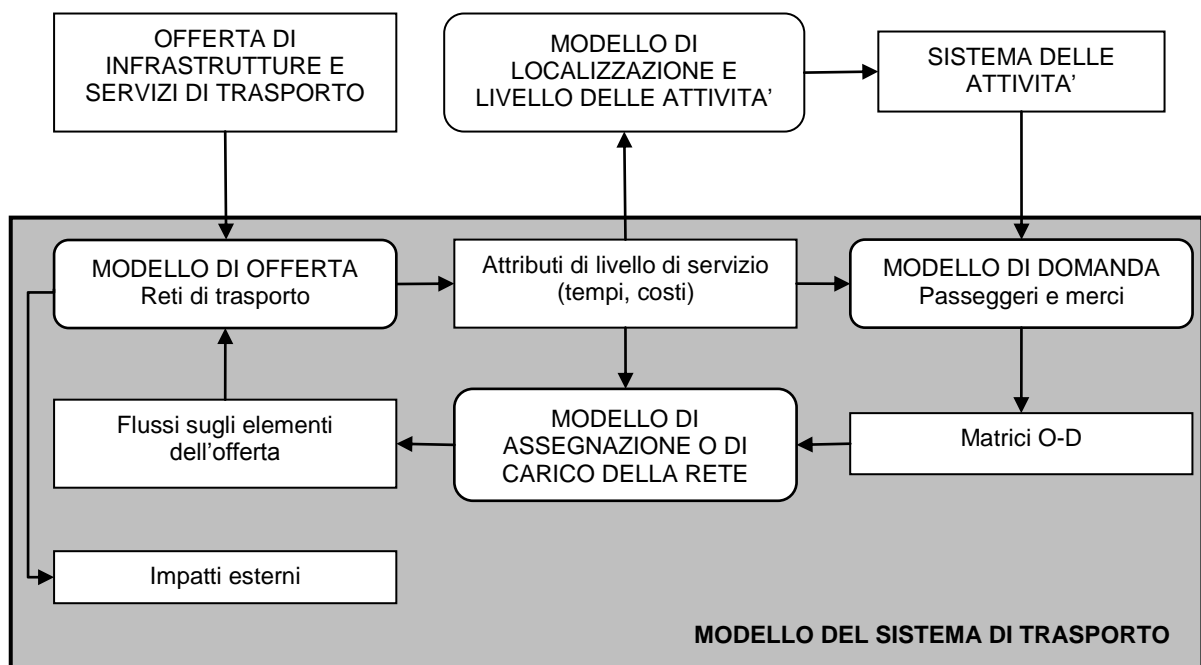 OFFERTA DI
INFRASTRUTTURE E
SERVIZI DI TRASPORTO
MODELLO DI
LOCALIZZAZIONE E
LIVELLO DELLE ATTIVITA’
SISTEMA DELLE
ATTIVITA’
MODELLO DI OFFERTA
Reti di trasporto
Attributi di livello di servizio
(tempi, costi)
MODELLO DI DOMANDA
Passeggeri e merci
Flussi sugli elementi
dell’offerta
MODELLO DI
ASSEGNAZIONE O DI
CARICO DELLA RETE
Matrici O-D
Impatti esterni
MODELLO DEL SISTEMA DI TRASPORTO